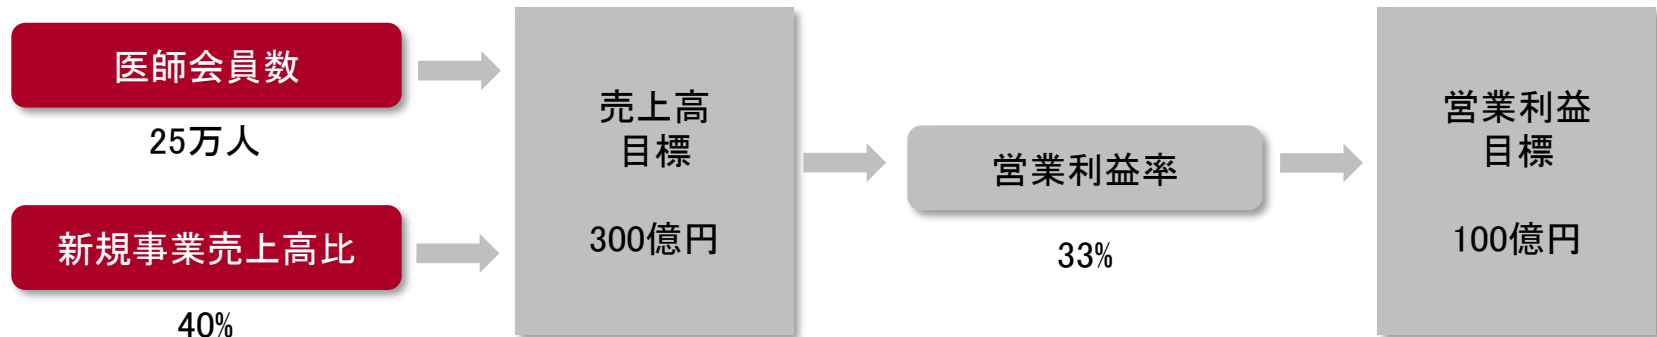 医師会員数
25万人
新規事業売上高比
40%
売上高
目標
300億円
営業利益率
33%
営業利益
目標
100億円